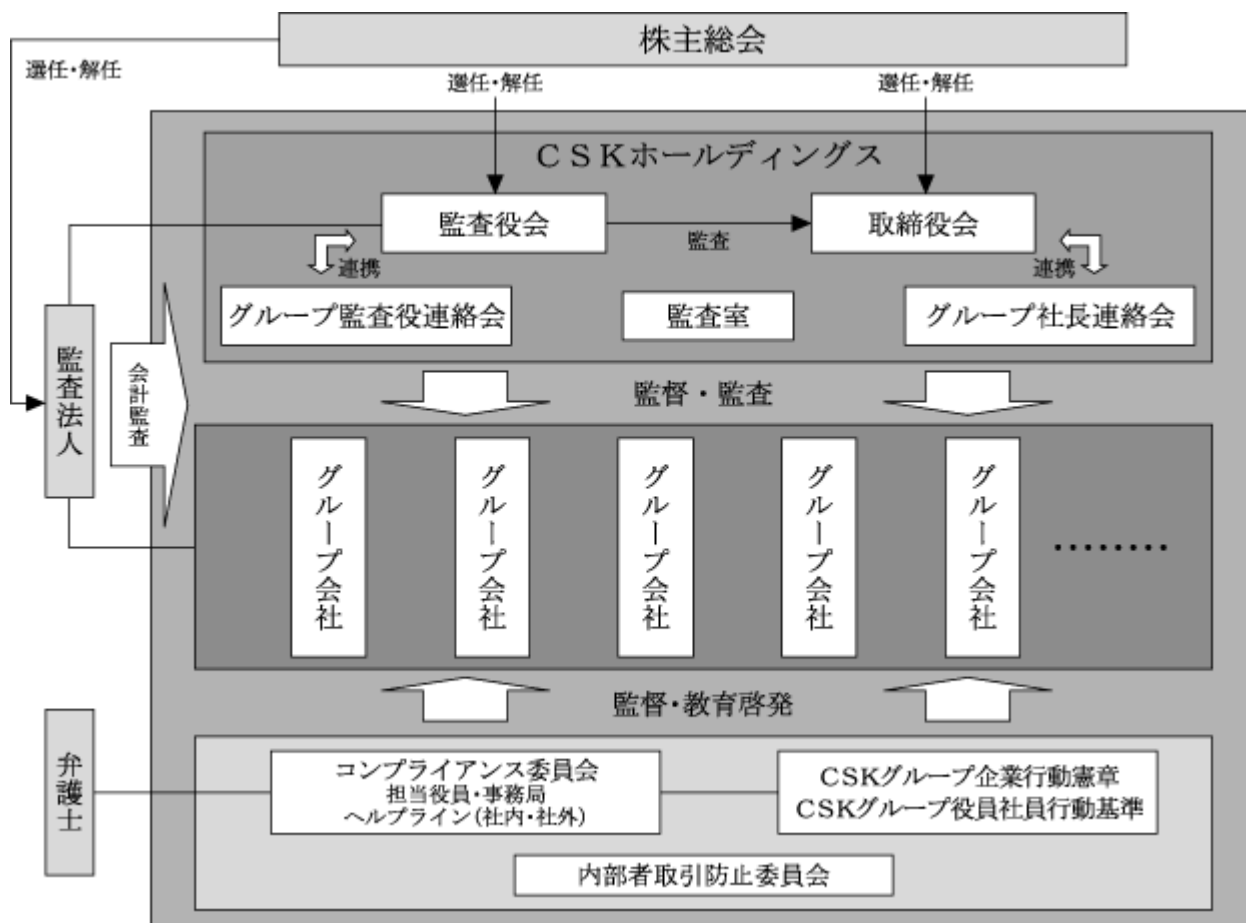 株主総会
選任・解任
選任・解任
選任・解任
CSKホールディングス
監査役会
監査
取締役会
連携
連携
グループ監査役連絡会
監査室
グループ社長連絡会
監査法人
会計監査
監督・監査
グループ会社
グループ会社
グループ会社
グループ会社
グループ会社
‥‥‥‥
監督・教育啓発
弁護士
コンプライアンス委員会
担当役員・事務局
ヘルプライン(社内・社外)
CSKグループ企業行動憲章
CSKグループ役員社員行動基準
内部者取引防止委員会